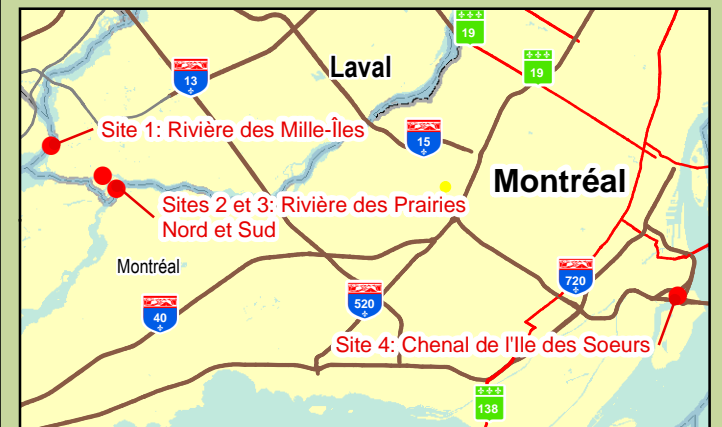 19
Laval
19
13
Site 1: Rivière des Mille-Îles
15
Montréal
Sites 2 et 3: Rivière des Prairies
Nord et Sud
Montréal
720
520
40
Site 4: Chenal de l'Ile des Soeurs
138